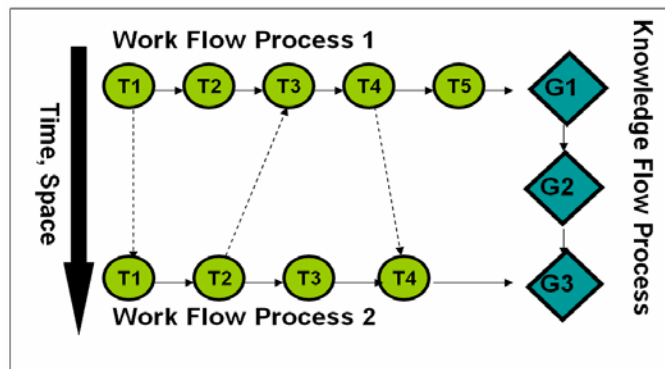 Work Flow Process 1
T1 T2 T3 T4 T5 G1
G2
T1 T2 T3 T4 G3
Work Flow Process 2
Time, Space
Knowledge Flow Process